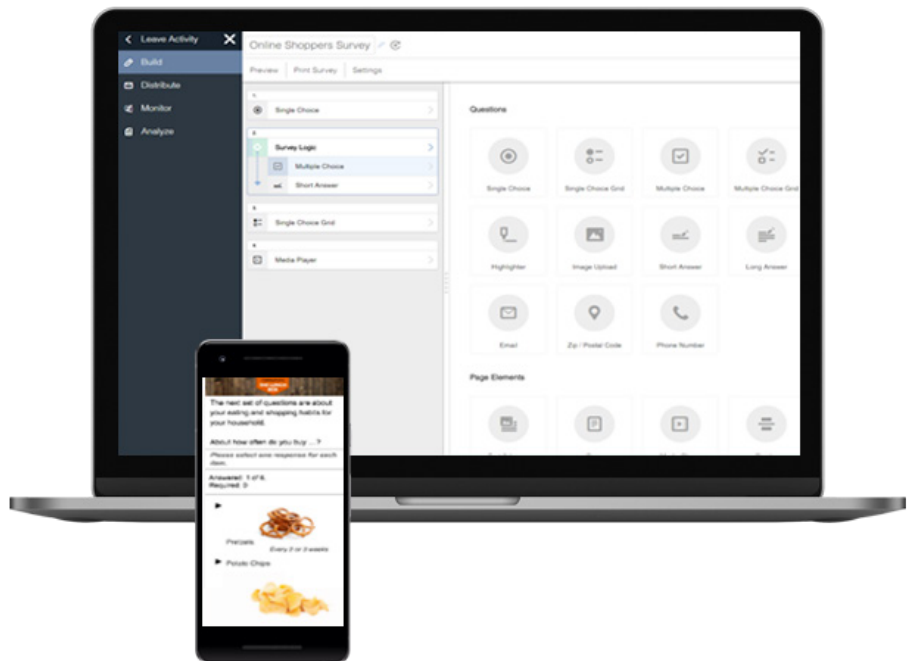 Leave Activity
Build
Distribute
Monitor
Analyze
Online Shoppers Survey
Preview
Print Survey
Settings
1.
Single Choice
2.
Survey Logic
Multiple Choice
Short Answer
3.
Single Choice Grid
4.
Media Player
Questions
Single Choice
Single Choice Grid
Multiple Choice
Multiple Choice Grid
Highlighter
Image Upload
Short Answer
Long Answer
Email
Zip / Postal Code
Phone Number
Page Elements
The next set of questions are about
your eating and shopping habits for
your household.
About how often do you buy ...?
Please select one response for each
item.
Answered: 1 of 6.
Required: 0
Pretzels
Every 2 or 3 weeks
Potato Chips